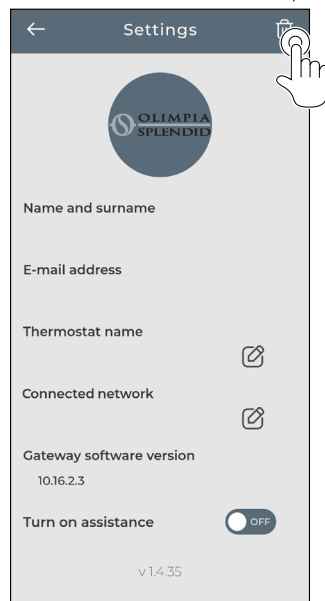 Settings
OLIMPIA
SPLENDID
Name and surname
E-mail address
Thermostat name
Connected network
Gateway software version
10.16.2.3
Turn on assistance
OFF
v 1.4.35